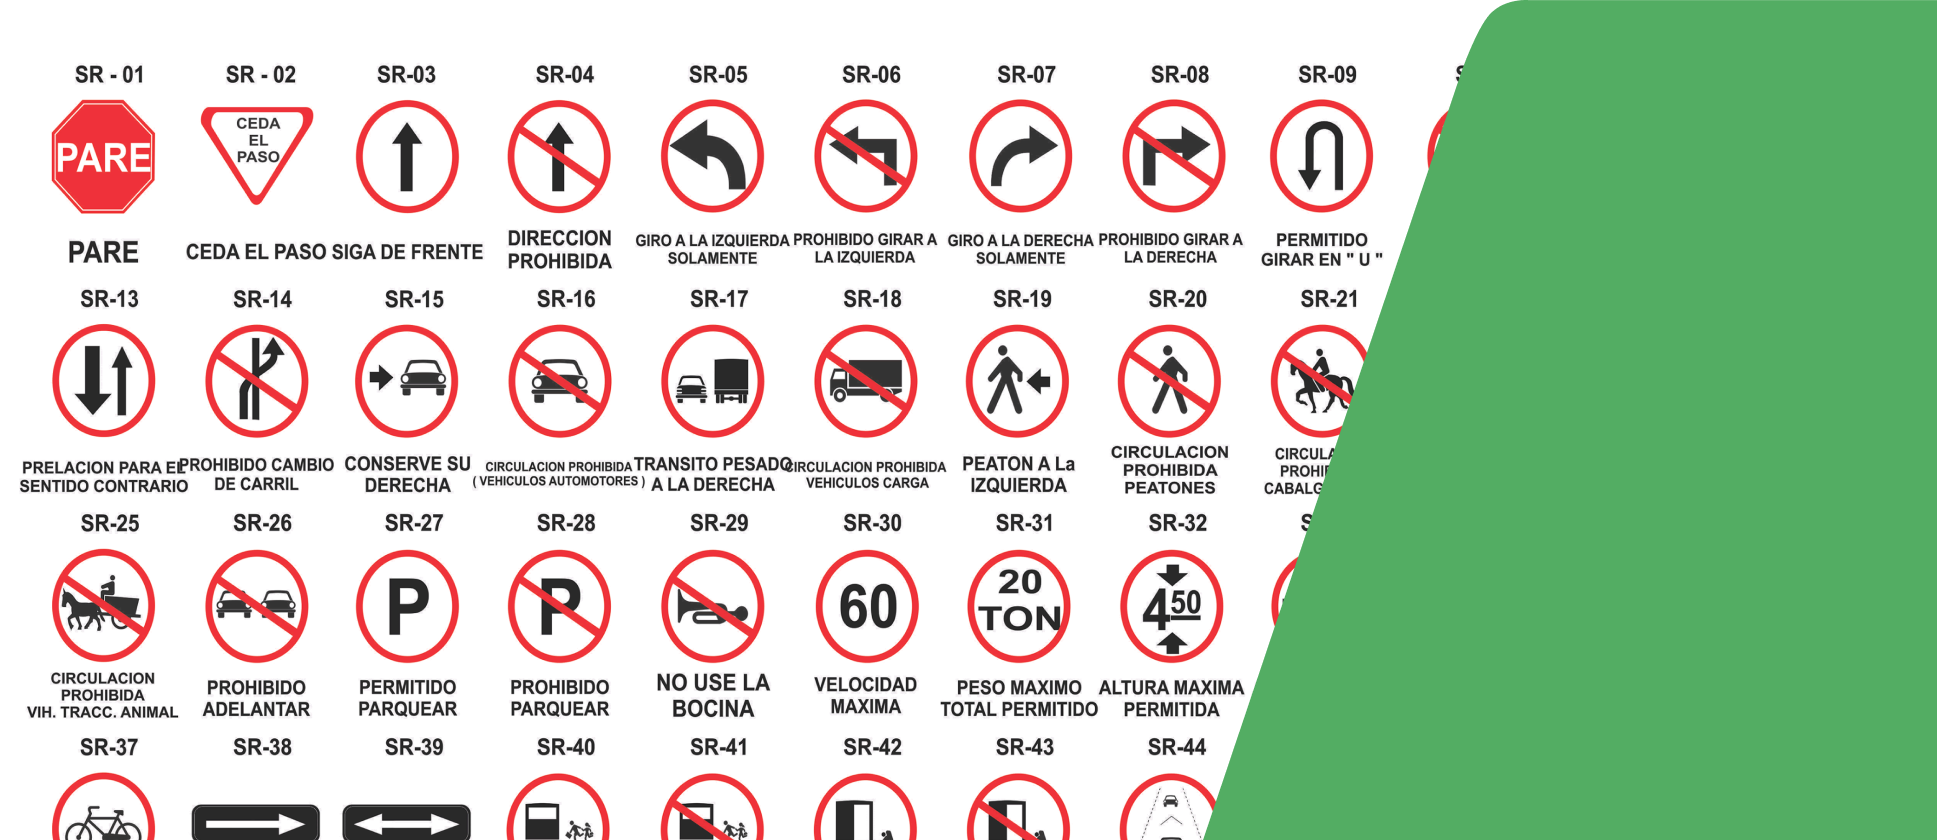 SR - 01
SR - 02
SR-03
SR-04
SR-05
SR-06
SR-07
SR-08
SR-09
PARE
CEDA
EL
PASO
PARE
CEDA EL PASO
SIGA DE FRENTE
DIRECCION
PROHIBIDA
GIRO A LA IZQUIERDA
SOLAMENTE
PROHIBIDO GIRAR A
LA IZQUIERDA
GIRO A LA DERECHA
SOLAMENTE
PROHIBIDO GIRAR A
LA DERECHA
PERMITIDO
GIRAR EN " U "
SR-13
SR-14
SR-15
SR-16
SR-17
SR-18
SR-19
SR-20
SR-21
PRELACION PARA EL
SENTIDO CONTRARIO
PROHIBIDO CAMBIO
DE CARRIL
CONSERVE SU
DERECHA
CIRCULACION PROHIBIDA
( VEHICULOS AUTOMOTORES )
TRANSITO PESADO
A LA DERECHA
CIRCULACION PROHIBIDA
VEHICULOS CARGA
PEATON A La
IZQUIERDA
CIRCULACION
PROHIBIDA
PEATONES
SR-25
SR-26
SR-27
SR-28
SR-29
SR-30
SR-31
SR-32
P
P
60
20
TON
4 50
CIRCULACION
PROHIBIDA
VIH. TRACC. ANIMAL
PROHIBIDO
ADELANTAR
PERMITIDO
PARQUEAR
PROHIBIDO
PARQUEAR
NO USE LA
BOCINA
VELOCIDAD
MAXIMA
PESO MAXIMO
TOTAL PERMITIDO
ALTURA MAXIMA
PERMITIDA
SR-37
SR-38
SR-39
SR-40
SR-41
SR-42
SR-43
SR-44